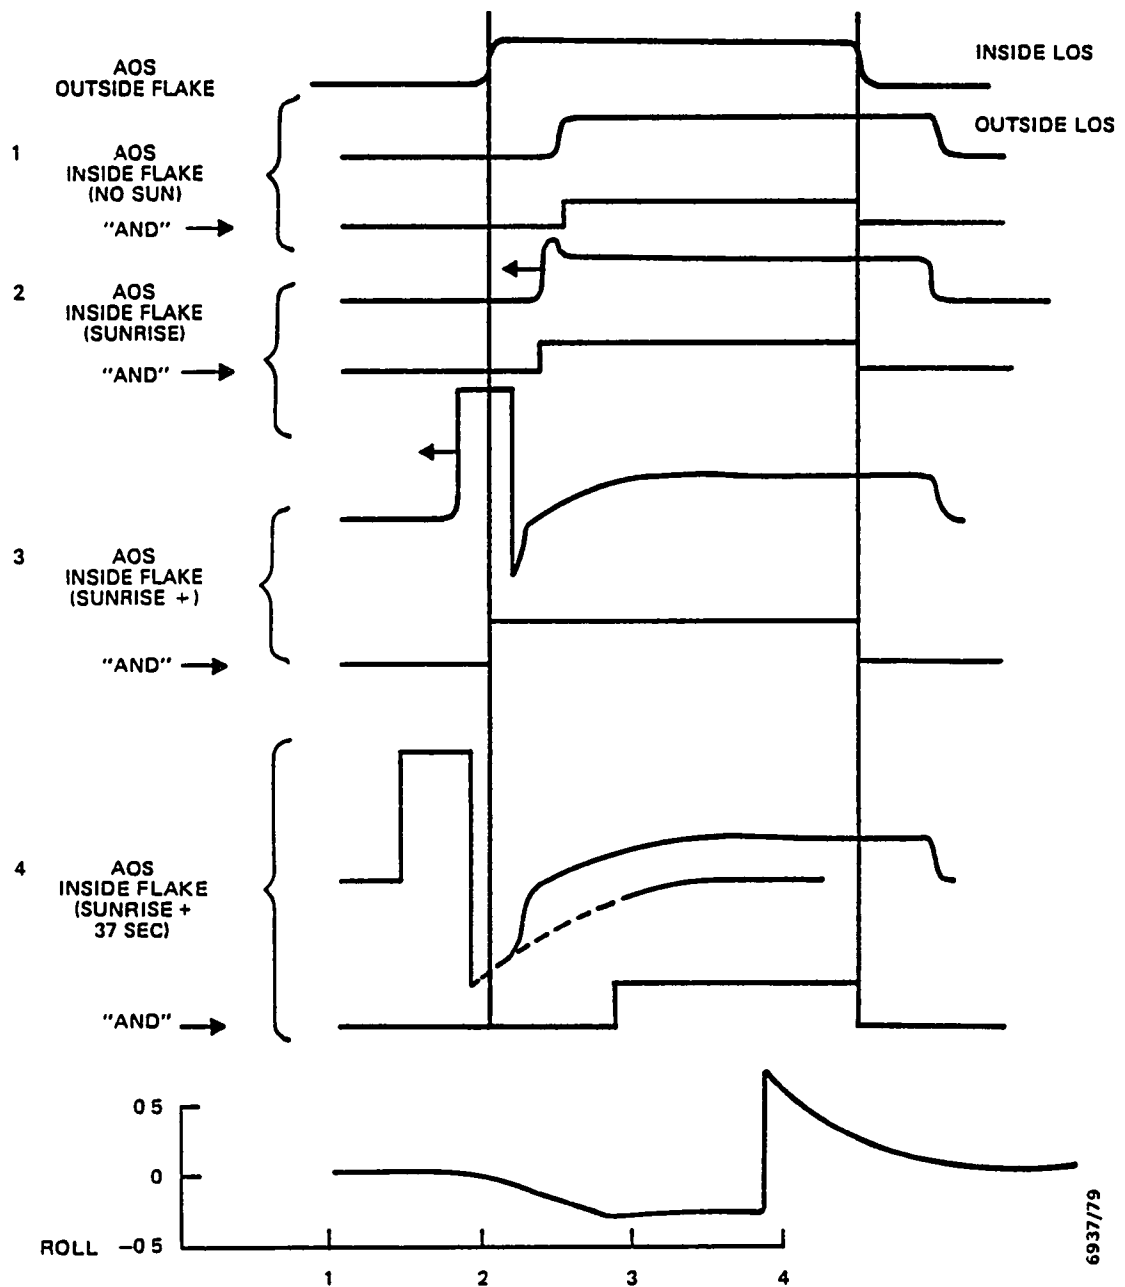 AOS
OUTSIDE FLAKE
INSIDE LOS
OUTSIDE LOS
1
AOS
INSIDE FLAKE
(NO SUN)
"AND"
2
AOS
INSIDE FLAKE
(SUNRISE)
"AND"
3
AOS
INSIDE FLAKE
(SUNRISE +)
"AND"
4
AOS
INSIDE FLAKE
(SUNRISE +
37 SEC)
"AND"
0 5
0
ROLL -0 5
1 2 3 4
6937/79